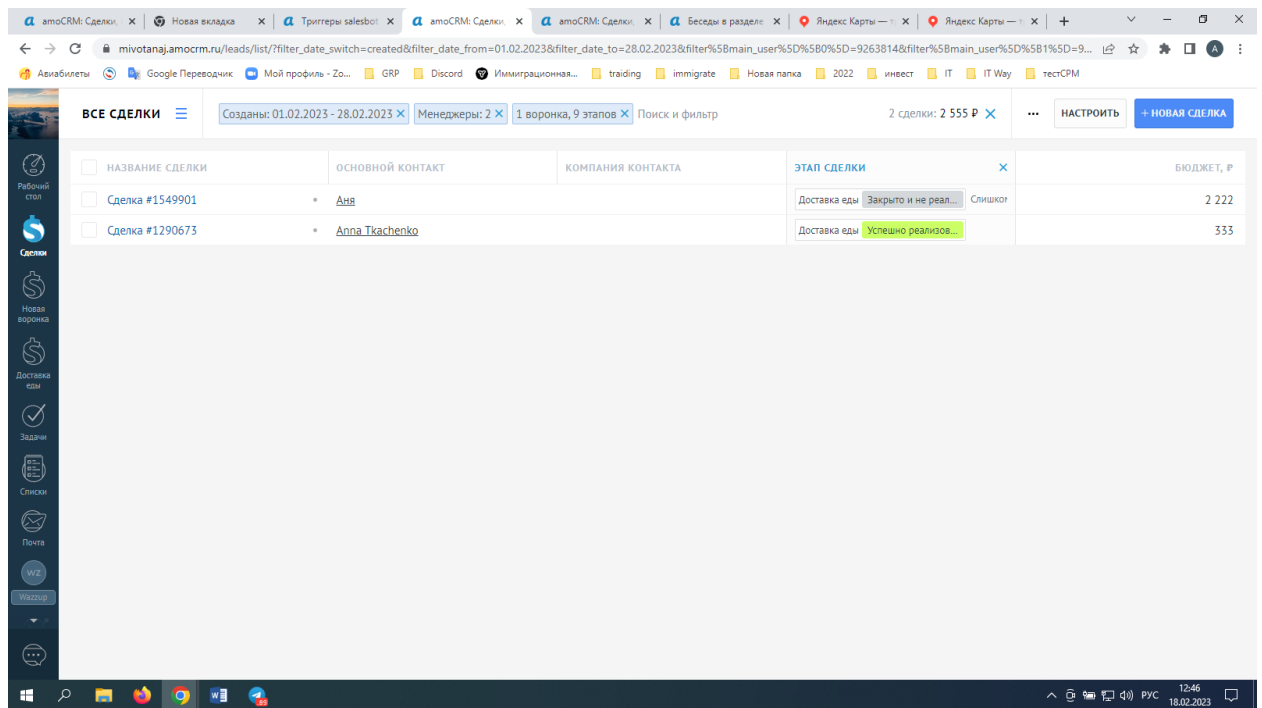 amoCRM: Сделки,
Новая вкладка
Триггеры salesbot
amoCRM: Сделки,
amoCRM: Сделки,
Беседы в разделе
Яндекс Карты —
Яндекс Карты —
mivotanaj.amocrm.ru/leads/list/?filter_date_switch=created&filter_date_from=01.02.2023&filter_date_to=28.02.2023&filter%5Bmain_user%5D%5B0%5D=9263814&filter%5Bmain_user%5D%5B1%5D=9...
A
Авиабилеты
Google Переводчик
Мой профиль - Zo...
GRP
Discord
Иммиграционная...
traiding
immigrate
Новая папка
2022
инвест
IT
IT Way
тестСРМ
ВСЕ СДЕЛКИ
Созданы: 01.02.2023 - 28.02.2023
Менеджеры: 2
1 воронка, 9 этапов
Поиск и фильтр
2 сделки: 2 555 ₽
НАСТРОИТЬ
+ НОВАЯ СДЕЛКА
НАЗВАНИЕ СДЕЛКИ
ОСНОВНОЙ КОНТАКТ
КОМПАНИЯ КОНТАКТА
ЭТАП СДЕЛКИ
БЮДЖЕТ, ₽
Сделка #1549901
Аня
Доставка еды Закрыто и не реал...
2 222
Сделка #1290673
Anna Tkachenko
Доставка еды Успешно реализов...
333
Рабочий
стол
Сделки
Новая
воронка
Доставка
еды
Задачи
Списки
Почта
WZ
Wazzup
89
РУС
12:46
18.02.2023